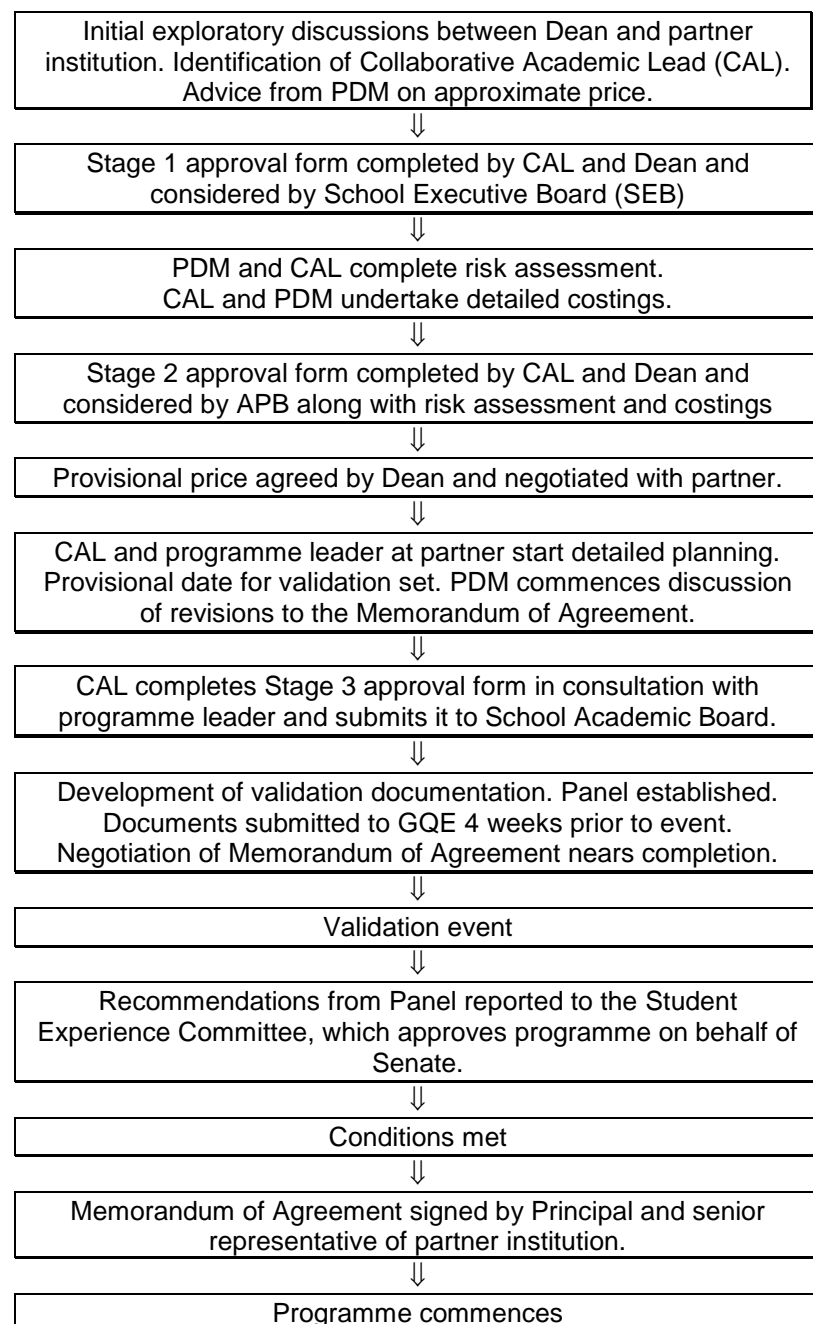 Initial exploratory discussions between Dean and partner
institution. Identification of Collaborative Academic Lead (CAL).
Advice from PDM on approximate price.
⇓
Stage 1 approval form completed by CAL and Dean and
considered by School Executive Board (SEB)
⇓
PDM and CAL complete risk assessment.
CAL and PDM undertake detailed costings.
⇓
Stage 2 approval form completed by CAL and Dean and
considered by APB along with risk assessment and costings
⇓
Provisional price agreed by Dean and negotiated with partner.
⇓
CAL and programme leader at partner start detailed planning.
Provisional date for validation set. PDM commences discussion
of revisions to the Memorandum of Agreement.
⇓
CAL completes Stage 3 approval form in consultation with
programme leader and submits it to School Academic Board.
⇓
Development of validation documentation. Panel established.
Documents submitted to GQE 4 weeks prior to event.
Negotiation of Memorandum of Agreement nears completion.
⇓
Validation event
⇓
Recommendations from Panel reported to the Student
Experience Committee, which approves programme on behalf of
Senate.
⇓
Conditions met
⇓
Memorandum of Agreement signed by Principal and senior
representative of partner institution.
⇓
Programme commences